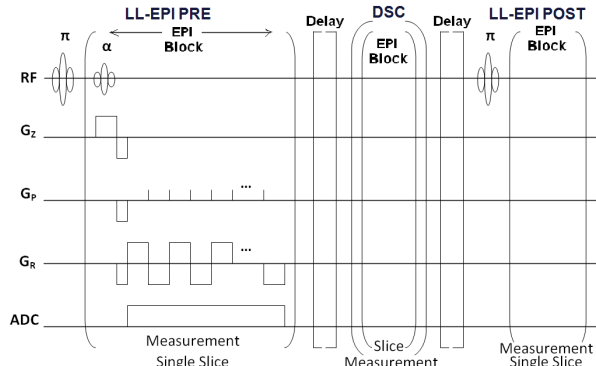 LL-EPI PRE
DSC
LL-EPI POST
π
α
EPI
Block
Delay
EPI
Block
Delay
π
EPI
Block
RF
G_Z
G_P
...
G_R
...
ADC
Measurement
Single Slice
Slice
Measurement
Measurement
Single Slice